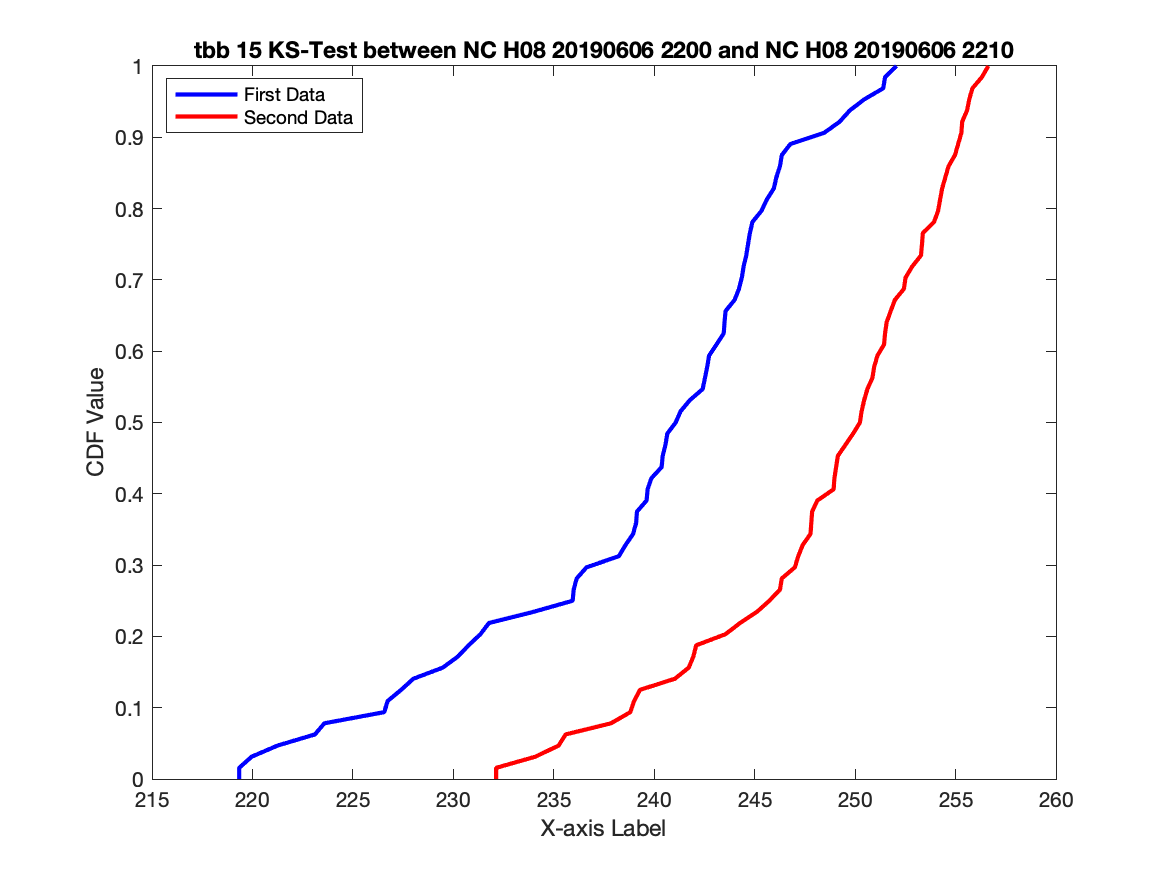 tbb 15 KS-Test between NC H08 20190606 2200 and NC H08 20190606 2210
First Data
Second Data
1
0.9
0.8
0.7
0.6
0.5
0.4
0.3
0.2
0.1
0
CDF Value
215 220 225 230 235 240 245 250 255 260
X-axis Label